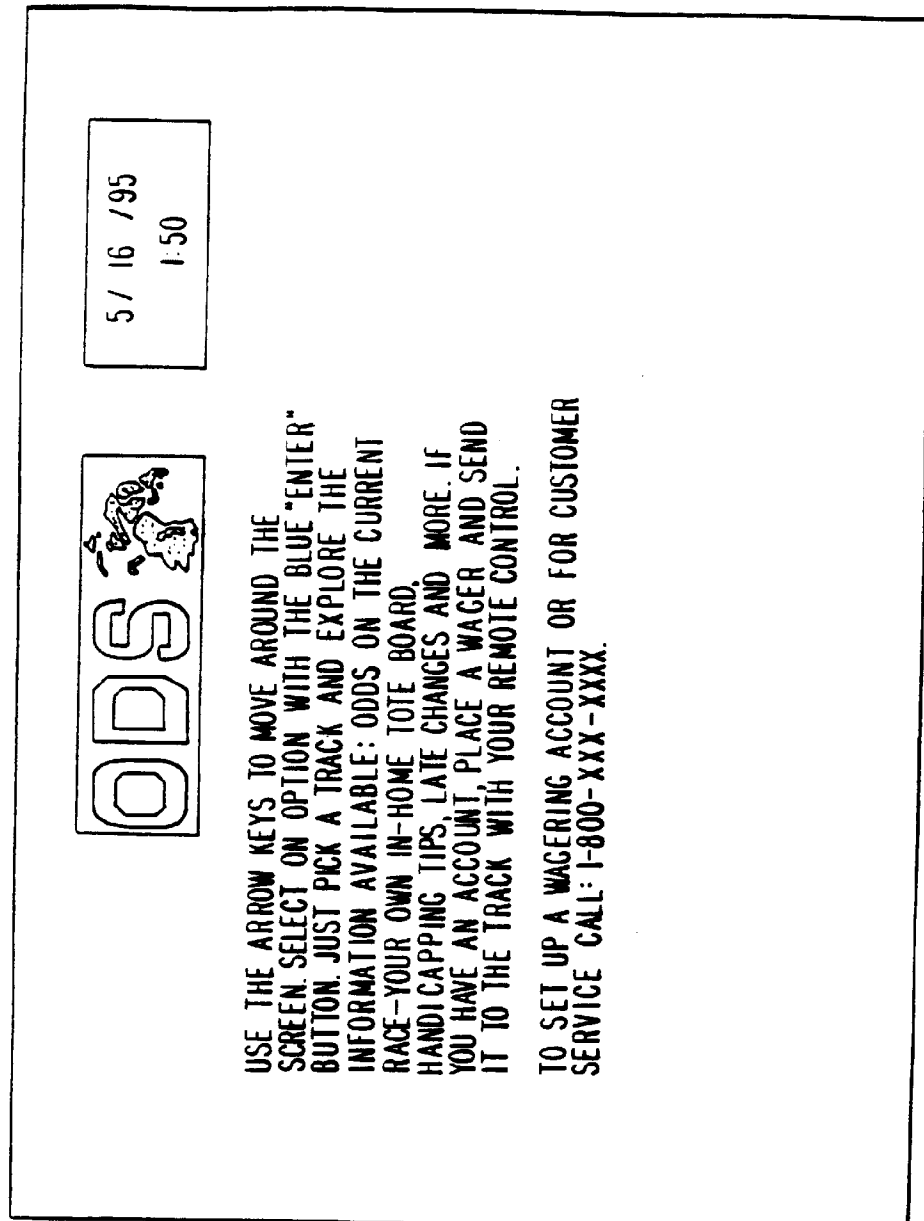 ODS
5/ 16 /95
1:50
USE THE ARROW KEYS TO MOVE AROUND THE
SCREEN. SELECT ON OPTION WITH THE BLUE "ENTER"
BUTTON. JUST PICK A TRACK AND EXPLORE THE
INFORMATION AVAILABLE: ODDS ON THE CURRENT
RACE-YOUR OWN IN-HOME TOTE BOARD,
HANDICAPPING TIPS, LATE CHANGES AND MORE. IF
YOU HAVE AN ACCOUNT, PLACE A WAGER AND SEND
IT TO THE TRACK WITH YOUR REMOTE CONTROL.
TO SET UP A WAGERING ACCOUNT OR FOR CUSTOMER
SERVICE CALL: 1-800-XXX-XXXX.